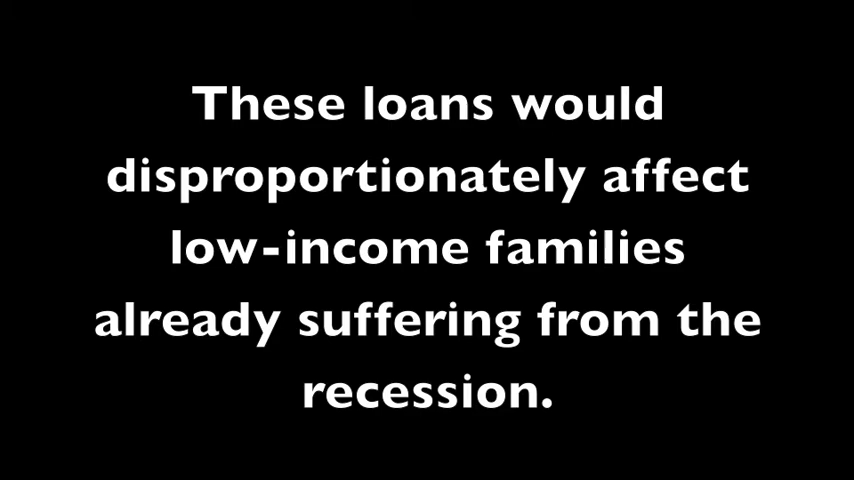 These loans would
disproportionately affect
low-income families
already suffering from the
recession.